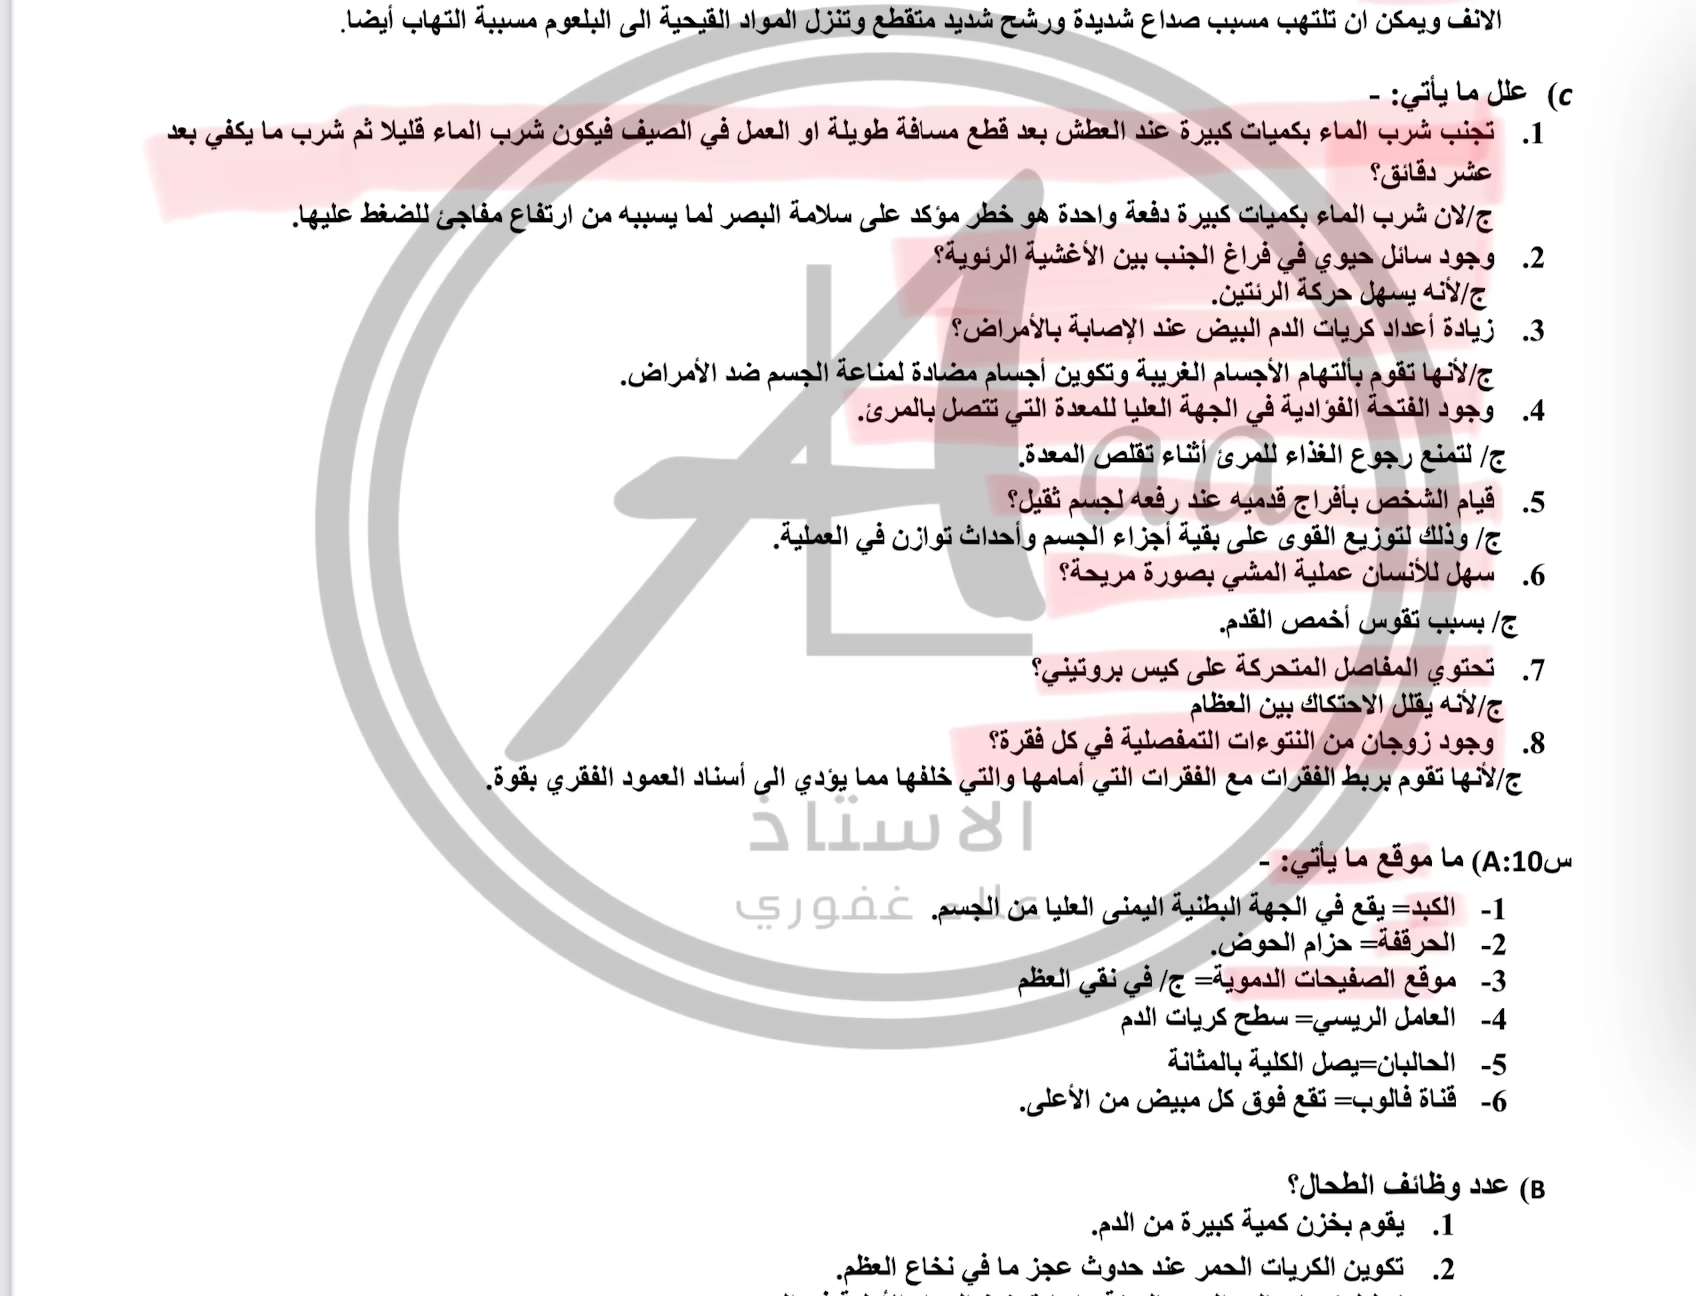 الانف ويمكن ان تلتهب مسبب صداع شديدة ورشح شديد متقطع وتنزل المواد القيحية الى البلعوم مسببة التهاب أيضا.
c) علل ما يأتي: -
1. تجنب شرب الماء بكميات كبيرة عند العطش بعد قطع مسافة طويلة او العمل في الصيف فيكون شرب الماء قليلا ثم شرب ما يكفي بعد
عشر دقائق؟
ج/لان شرب الماء بكميات كبيرة دفعة واحدة هو خطر مؤكد على سلامة البصر لما يسببه من ارتفاع مفاجئ للضغط عليها.
2. وجود سائل حيوي في فراغ الجنب بين الأغشية الرئوية؟
ج/لأنه يسهل حركة الرئتين.
3. زيادة أعداد كريات الدم البيض عند الإصابة بالأمراض؟
ج/لأنها تقوم بألتهام الأجسام الغريبة وتكوين أجسام مضادة لمناعة الجسم ضد الأمراض.
4. وجود الفتحة الفؤادية في الجهة العليا للمعدة التي تتصل بالمرئ.
ج/ لتمنع رجوع الغذاء للمرئ أثناء تقلص المعدة.
5. قيام الشخص بأفراج قدميه عند رفعه لجسم ثقيل؟
ج/ وذلك لتوزيع القوى على بقية أجزاء الجسم وأحداث توازن في العملية.
6. سهل للأنسان عملية المشي بصورة مريحة؟
ج/ بسبب تقوس أخمص القدم.
7. تحتوي المفاصل المتحركة على كيس بروتيني؟
ج/لأنه يقلل الاحتكاك بين العظام
8. وجود زوجان من النتوءات التمفصلية في كل فقرة؟
ج/لأنها تقوم بربط الفقرات مع الفقرات التي أمامها والتي خلفها مما يؤدي الى أسناد العمود الفقري بقوة.
الاستاذ
س10:A) ما موقع ما يأتي: -
علاء غفوري
1- الكبد= يقع في الجهة البطنية اليمنى العليا من الجسم.
2- الحرقفة= حزام الحوض.
3- موقع الصفيحات الدموية= ج/ في نقي العظم
4- العامل الريسي= سطح كريات الدم
5- الحالبان=يصل الكلية بالمثانة
6- قناة فالوب= تقع فوق كل مبيض من الأعلى.
B) عدد وظائف الطحال؟
1. يقوم بخزن كمية كبيرة من الدم.
2. تكوين الكريات الحمر عند حدوث عجز ما في نخاع العظم.